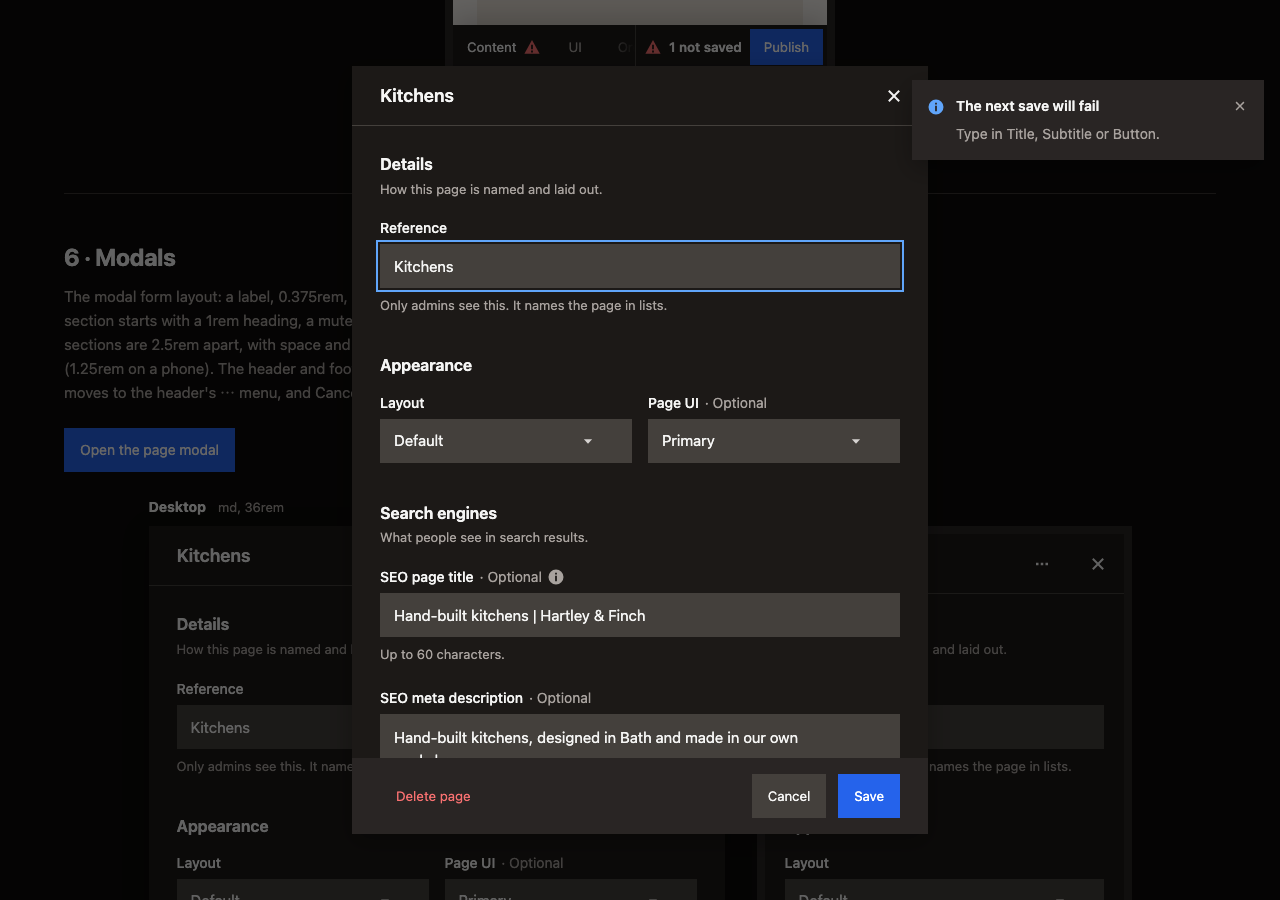 Content
UI
1 not saved
Publish
Kitchens
The next save will fail
Type in Title, Subtitle or Button.
Details
How this page is named and laid out.
Reference
Kitchens
Only admins see this. It names the page in lists.
Appearance
Layout
Page UI · Optional
Default
Primary
Search engines
What people see in search results.
SEO page title · Optional
Hand-built kitchens | Hartley & Finch
Up to 60 characters.
SEO meta description · Optional
Hand-built kitchens, designed in Bath and made in our own
Delete page
Cancel
Save
6 · Modals
The modal form layout: a label, 0.375rem,
section starts with a 1rem heading, a mute
sections are 2.5rem apart, with space and
(1.25rem on a phone). The header and foo
moves to the header's ··· menu, and Canc
Open the page modal
Desktop md, 36rem
Kitchens
Details
How this page is named and
and laid out.
Reference
Kitchens
Only admins see this. It name
names the page in lists.
Appearance
Layout
Page UI · Optional
Layout
Default
Primary
Default